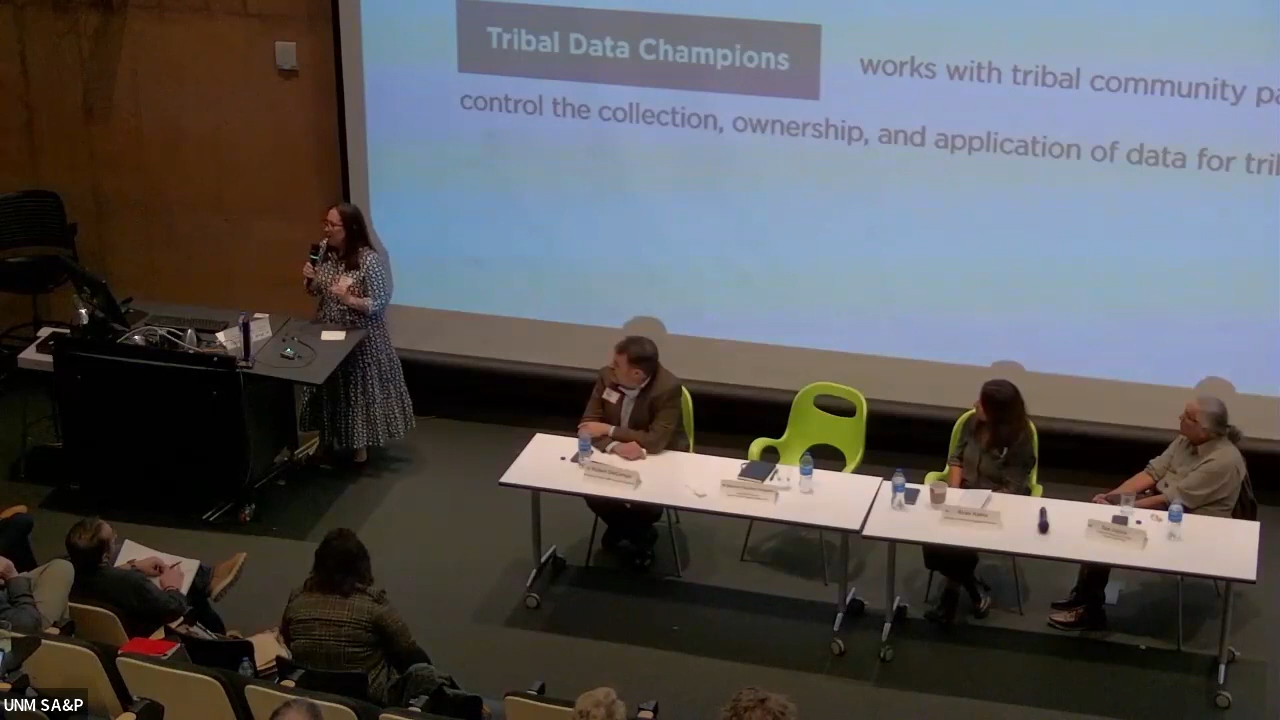 Tribal Data Champions works with tribal community pa
control the collection, ownership, and application of data for tri
UNM SA&P